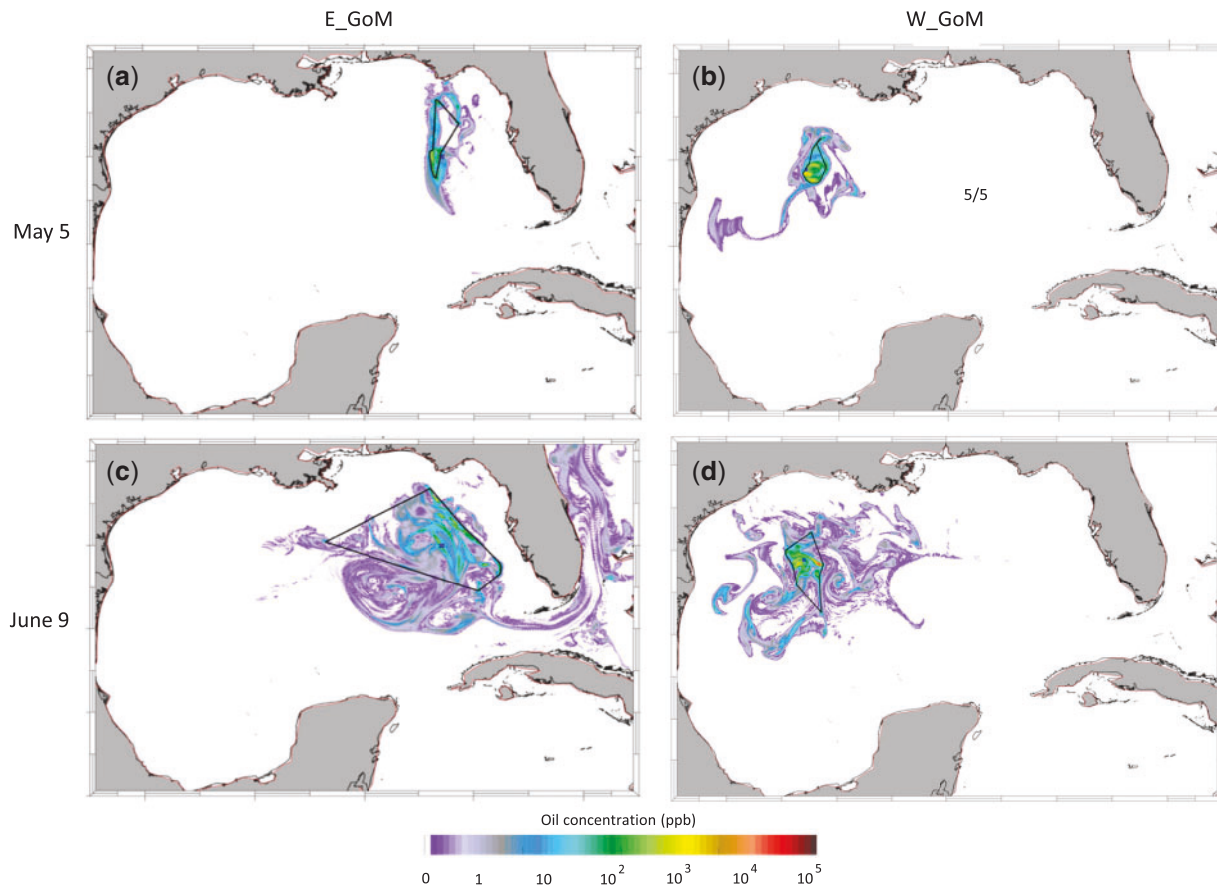 E_GoM
W_GoM
(a)
(b)
May 5
5/5
(c)
(d)
June 9
Oil concentration (ppb)
0 1 10 10² 10³ 10⁴ 10⁵